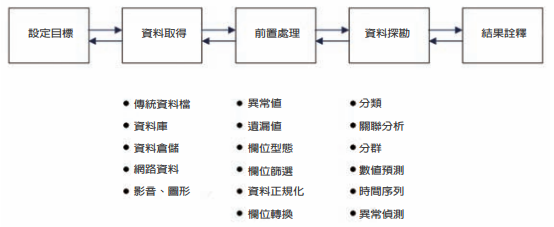 設定目標
資料取得
前置處理
資料探勘
結果詮釋
• 傳統資料檔
• 資料庫
• 資料倉儲
• 網路資料
• 影音、圖形
• 異常值
• 遺漏值
• 欄位型態
• 欄位篩選
• 資料正規化
• 欄位轉換
• 分類
• 關聯分析
• 分群
• 數值預測
• 時間序列
• 異常偵測